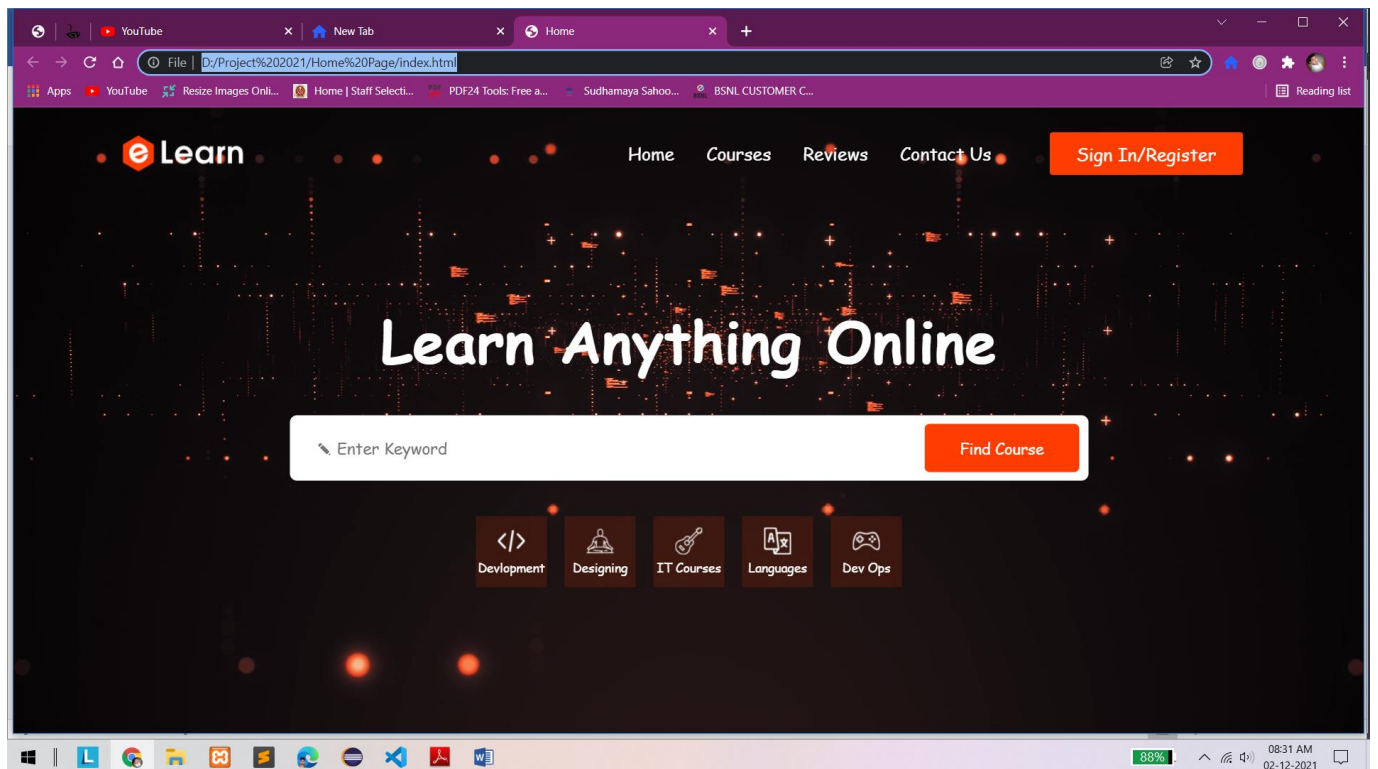 YouTube New Tab Home
File D:/Project%202021/Home%20Page/index.html
Apps YouTube Resize Images Onli... Home | Staff Selecti... PDF24 Tools: Free a... Sudhamaya Sahoo... BSNL CUSTOMER C... Reading list
e Learn Home Courses Reviews Contact Us Sign In/Register
Learn Anything Online
Enter Keyword Find Course
Devlopment Designing IT Courses Languages Dev Ops
88% 08:31 AM
02-12-2021